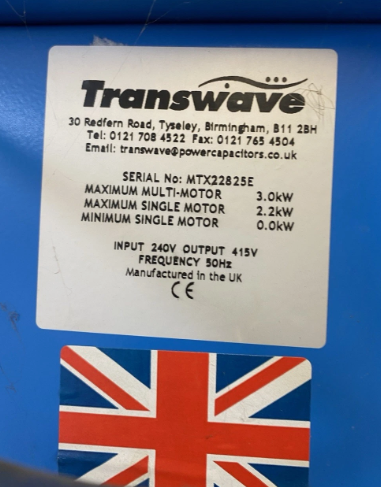 Transwave
30 Redfern Road, Tyseley, Birmingham, B11 2BH
Tel: 0121 708 4522 Fax: 0121 765 4504
Email: transwave@powercapacitors.co.uk
SERIAL No: MTX22825E
MAXIMUM MULTI-MOTOR 3.0kW
MAXIMUM SINGLE MOTOR 2.2kW
MINIMUM SINGLE MOTOR 0.0kW
INPUT 240V OUTPUT 415V
FREQUENCY 50Hz
Manufactured in the UK
CE